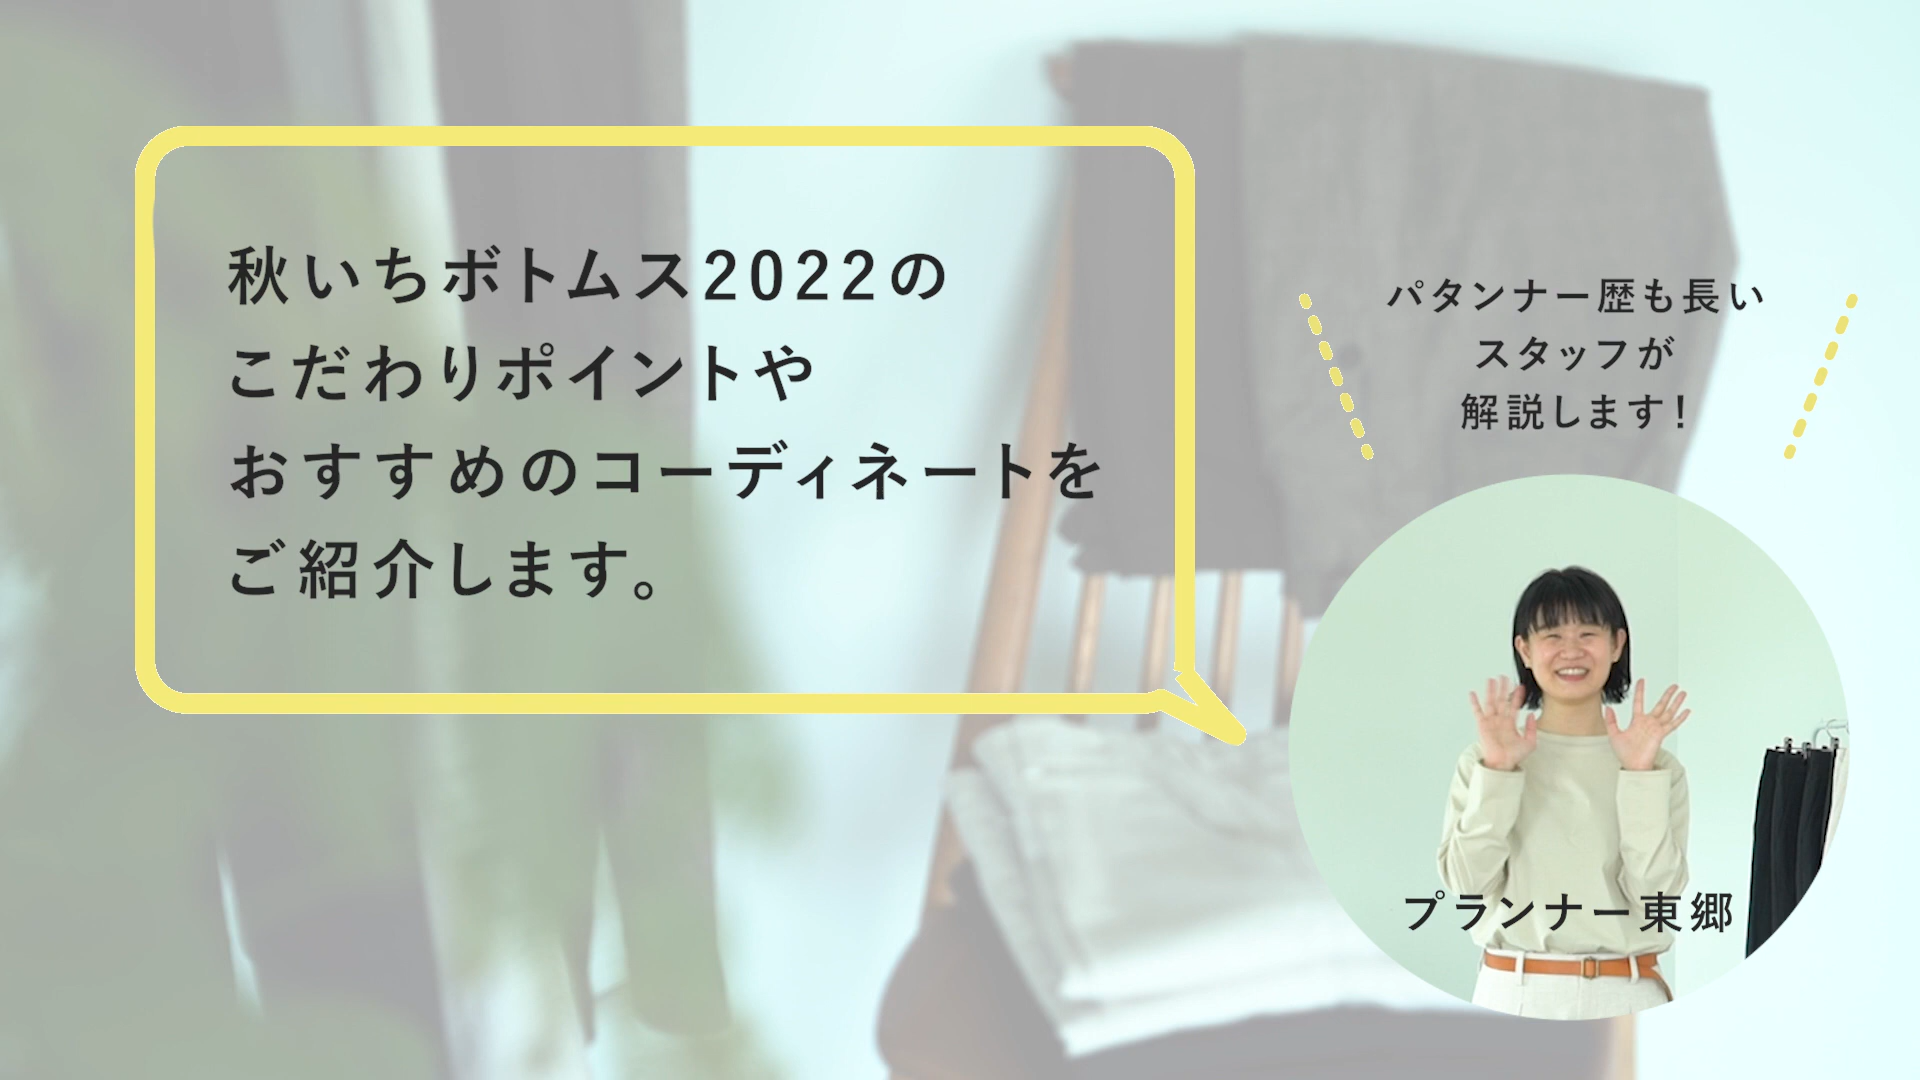 秋いちボトムス2022の
こだわりポイントや
おすすめのコーディネートを
ご紹介します。
パタンナー歴も長い
スタッフが
解説します!
プランナー東郷